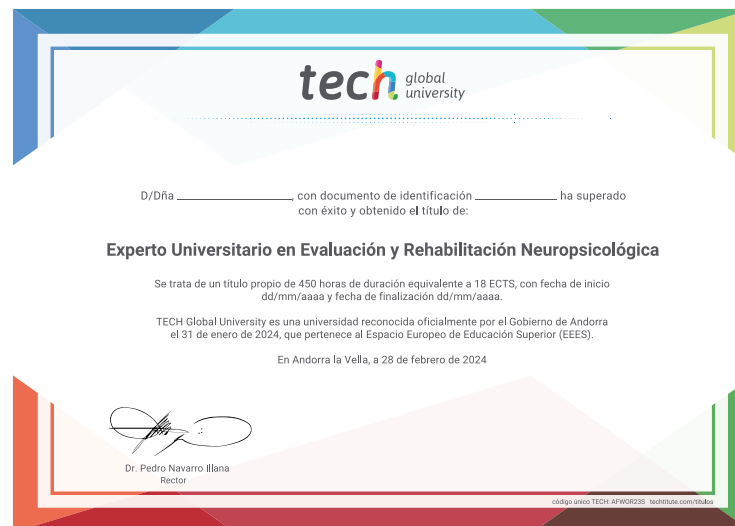 tech global university
D/Dña ____________________, con documento de identificación ______________ ha superado
con éxito y obtenido el título de:
Experto Universitario en Evaluación y Rehabilitación Neuropsicológica
Se trata de un título propio de 450 horas de duración equivalente a 18 ECTS, con fecha de inicio
dd/mm/aaaa y fecha de finalización dd/mm/aaaa.
TECH Global University es una universidad reconocida oficialmente por el Gobierno de Andorra
el 31 de enero de 2024, que pertenece al Espacio Europeo de Educación Superior (EEES).
En Andorra la Vella, a 28 de febrero de 2024
Dr. Pedro Navarro Illana
Rector
código único TECH: AFWOR23S techtitute.com/titulos